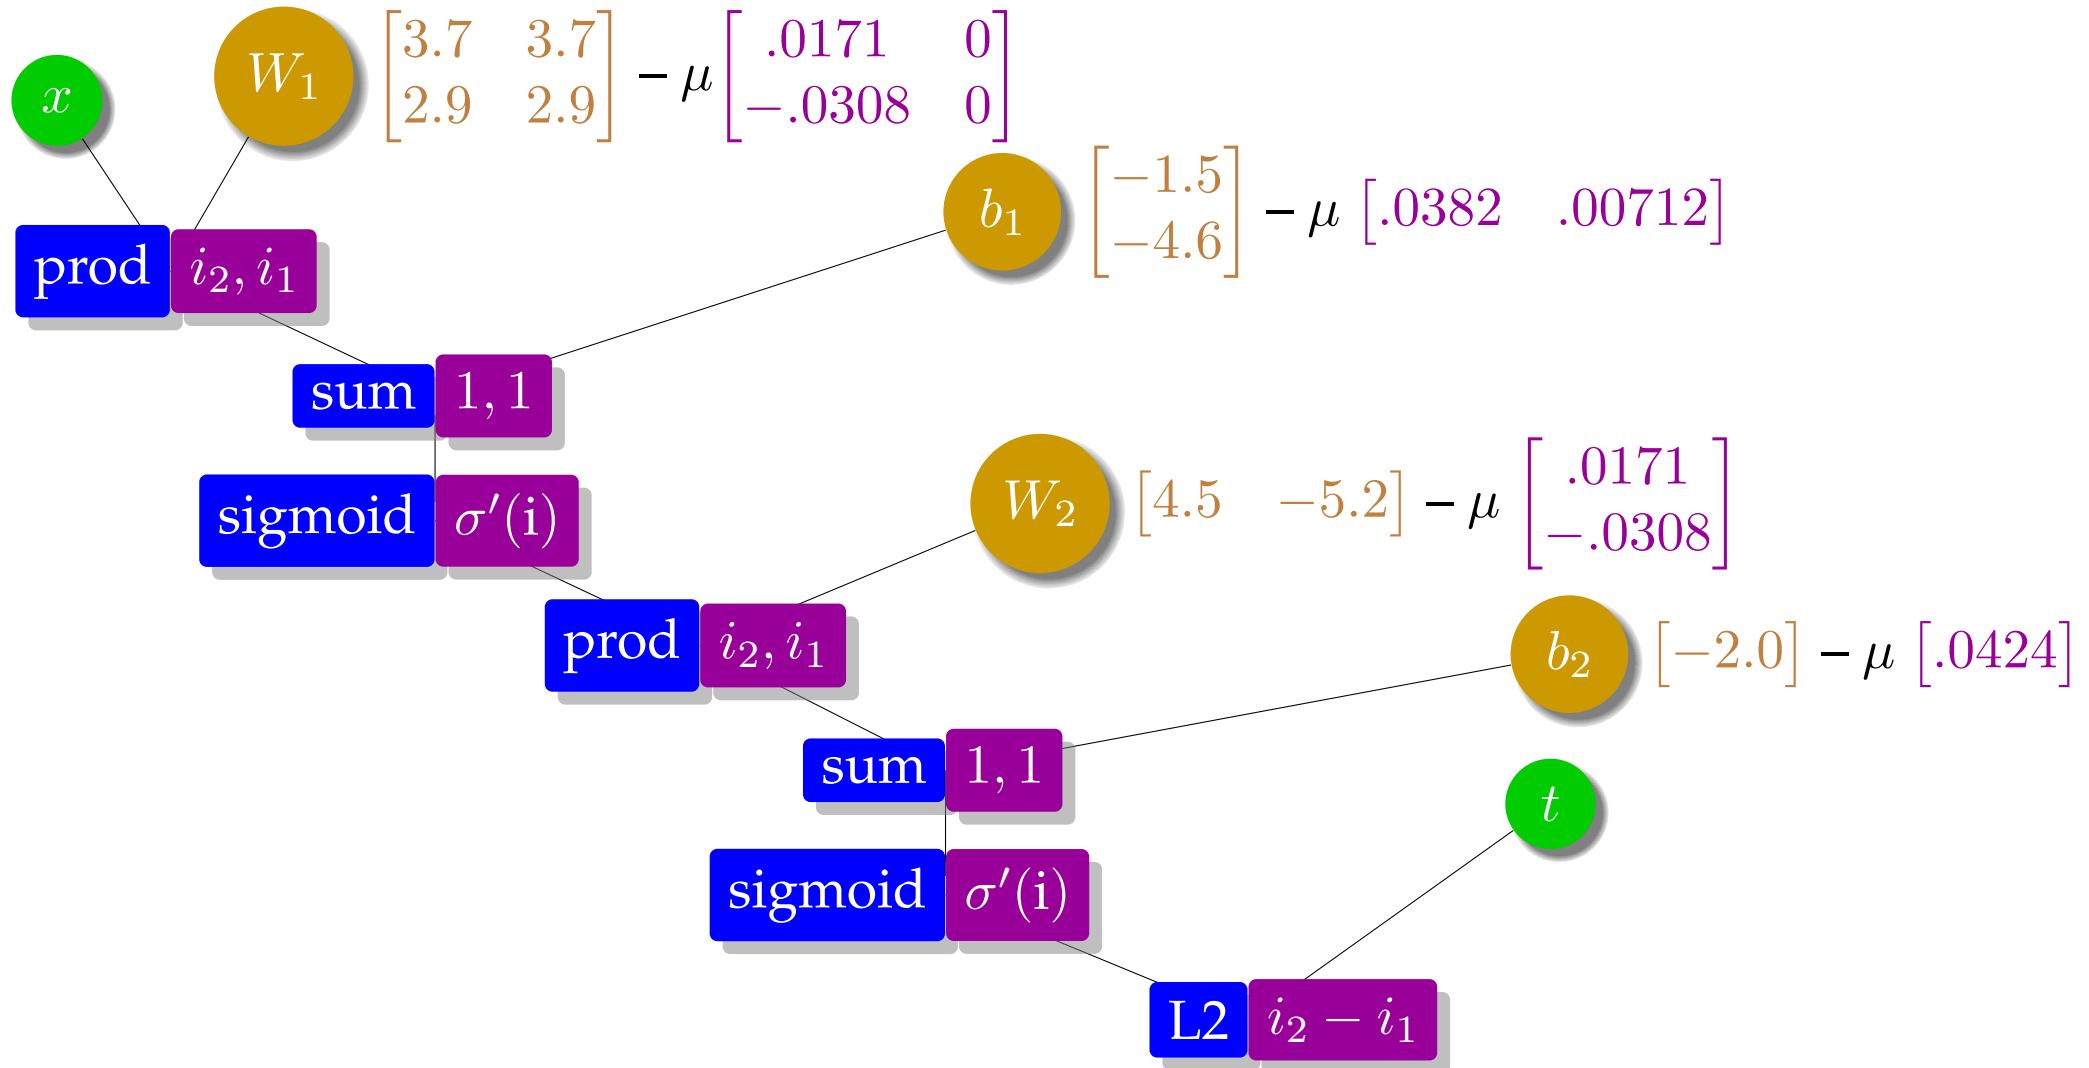 x
W₁ [3.7 3.7; 2.9 2.9] − μ [.0171 0; −.0308 0]
b₁ [−1.5; −4.6] − μ [.0382 .00712]
prod i₂, i₁
sum 1, 1
sigmoid σ′(i)
W₂ [4.5 −5.2] − μ [.0171; −.0308]
prod i₂, i₁
b₂ [−2.0] − μ [.0424]
sum 1, 1
t
sigmoid σ′(i)
L2 i₂ − i₁